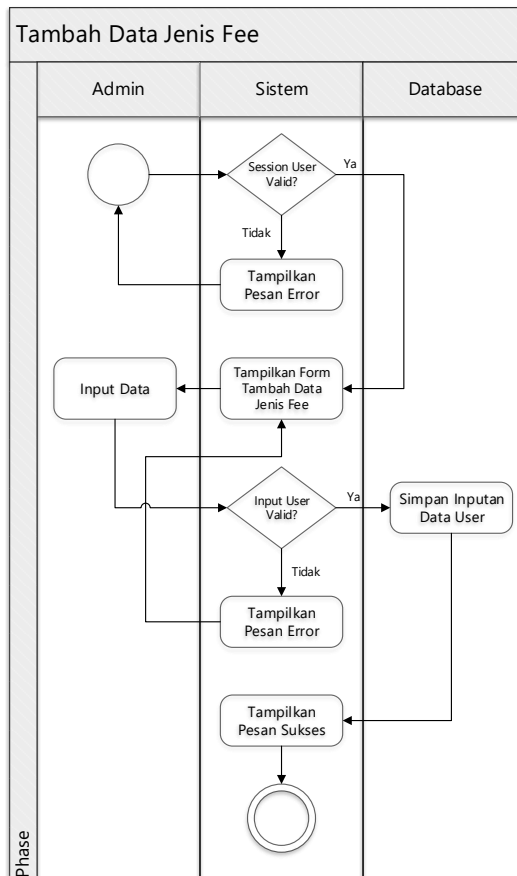 Tambah Data Jenis Fee
Admin
Sistem
Database
Session User
Valid?
Ya
Tidak
Tampilkan
Pesan Error
Input Data
Tampilkan Form
Tambah Data
Jenis Fee
Input User
Valid?
Ya
Simpan Inputan
Data User
Tidak
Tampilkan
Pesan Error
Tampilkan
Pesan Sukses
Phase